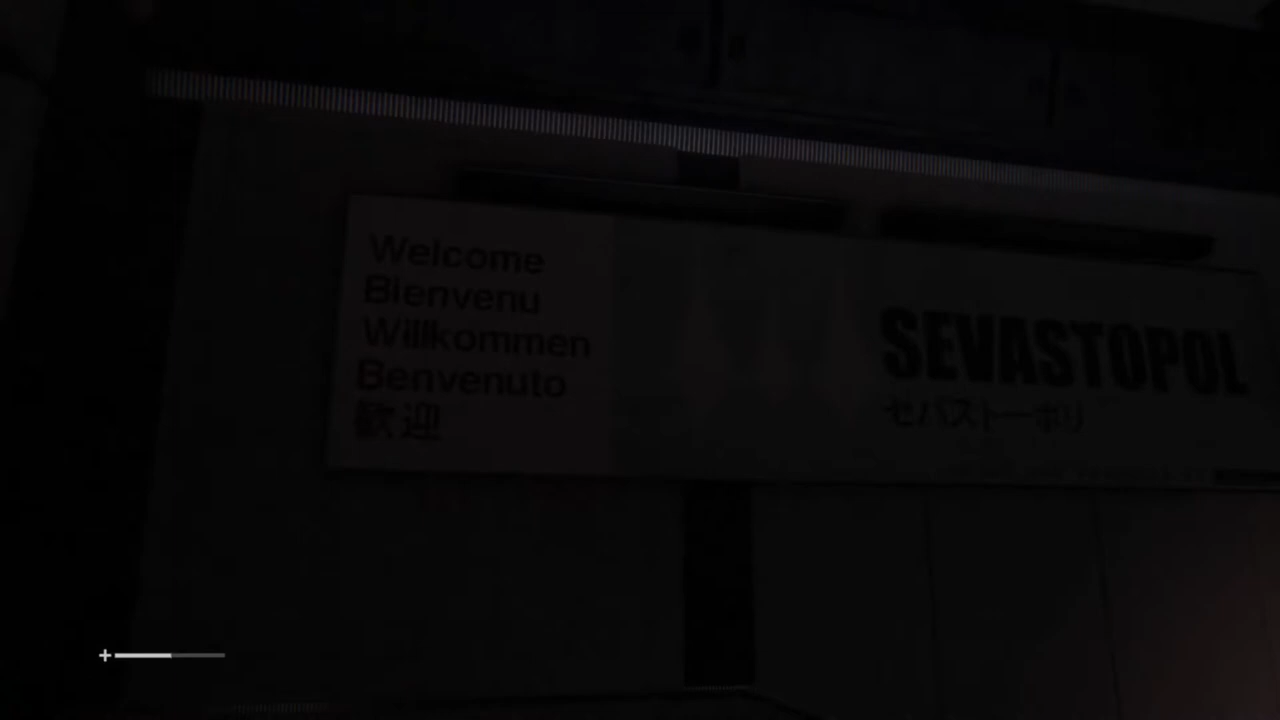 Welcome
Bienvenu
Willkommen
Benvenuto
歓迎
SEVASTOPOL
セバストーポリ